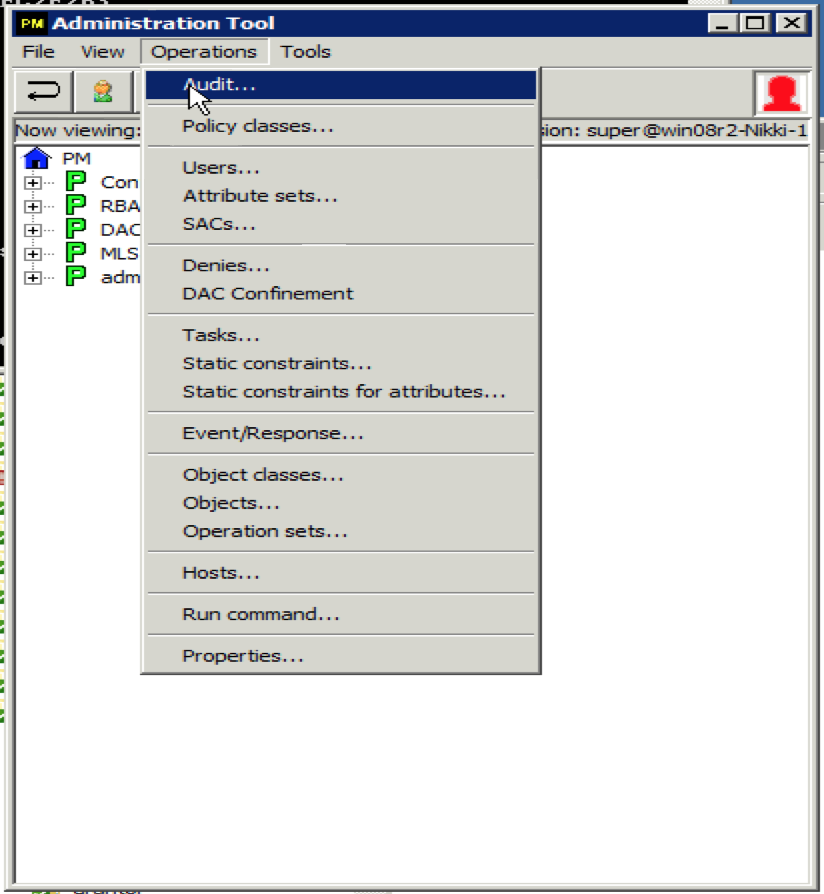 PM Administration Tool
File View Operations Tools
Now viewing: sion: super@win08r2-Nikki-1
PM
P Con
P RBA
P DAC
P MLS
P adm
Audit...
Policy classes...
Users...
Attribute sets...
SACs...
Denies...
DAC Confinement
Tasks...
Static constraints...
Static constraints for attributes...
Event/Response...
Object classes...
Objects...
Operation sets...
Hosts...
Run command...
Properties...